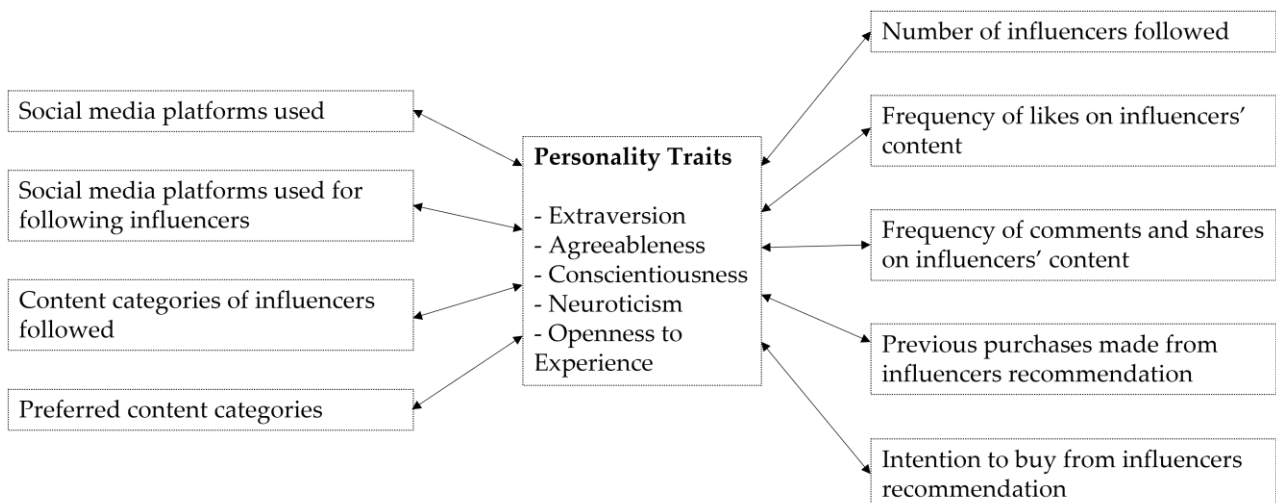 Social media platforms used
Social media platforms used for
following influencers
Content categories of influencers
followed
Preferred content categories
Personality Traits
- Extraversion
- Agreeableness
- Conscientiousness
- Neuroticism
- Openness to
Experience
Number of influencers followed
Frequency of likes on influencers’
content
Frequency of comments and shares
on influencers’ content
Previous purchases made from
influencers recommendation
Intention to buy from influencers
recommendation